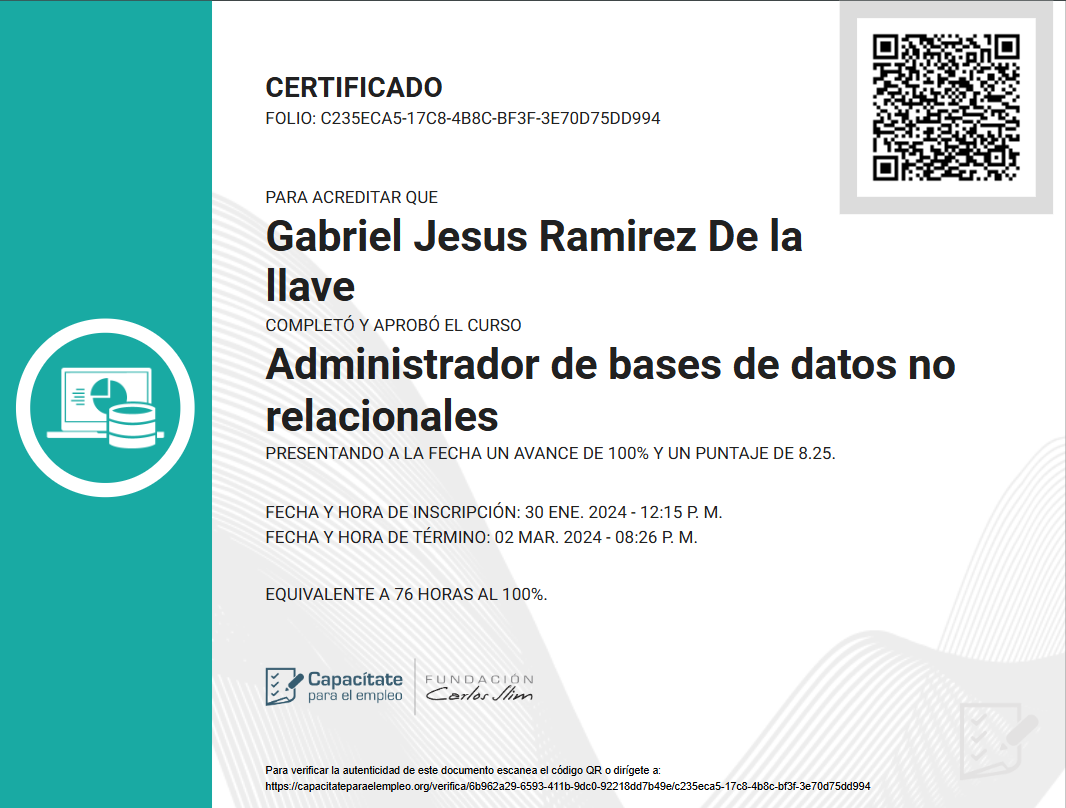 CERTIFICADO
FOLIO: C235ECA5-17C8-4B8C-BF3F-3E70D75DD994
PARA ACREDITAR QUE
Gabriel Jesus Ramirez De la
llave
COMPLETÓ Y APROBÓ EL CURSO
Administrador de bases de datos no
relacionales
PRESENTANDO A LA FECHA UN AVANCE DE 100% Y UN PUNTAJE DE 8.25.
FECHA Y HORA DE INSCRIPCIÓN: 30 ENE. 2024 - 12:15 P. M.
FECHA Y HORA DE TÉRMINO: 02 MAR. 2024 - 08:26 P. M.
EQUIVALENTE A 76 HORAS AL 100%.
Capacítate
para el empleo
FUNDACIÓN
Carlos Slim
Para verificar la autenticidad de este documento escanea el código QR o dirígete a:
https://capacitateparaelempleo.org/verifica/6b962a29-6593-411b-9dc0-92218dd7b49e/c235eca5-17c8-4b8c-bf3f-3e70d75dd994